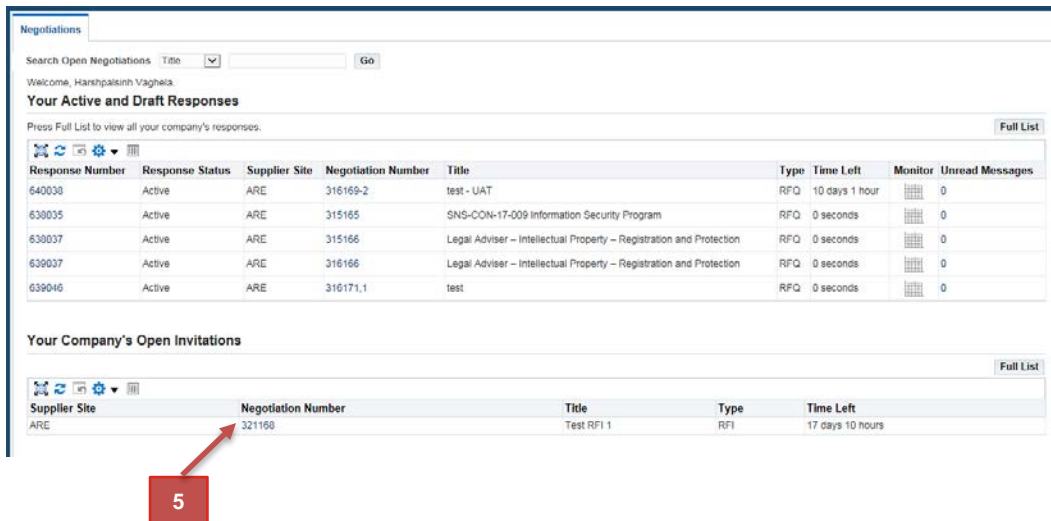 Negotiations
Search Open Negotiations Title Go
Welcome, Harshpalsinh Vaghela.
Your Active and Draft Responses
Press Full List to view all your company's responses. Full List
Response Number Response Status Supplier Site Negotiation Number Title Type Time Left Monitor Unread Messages
640038 Active ARE 316169-2 test - UAT RFQ 10 days 1 hour 0
638035 Active ARE 315165 SNS-CON-17-009 Information Security Program RFQ 0 seconds 0
638037 Active ARE 315166 Legal Adviser – Intellectual Property – Registration and Protection RFQ 0 seconds 0
639037 Active ARE 316166 Legal Adviser – Intellectual Property – Registration and Protection RFQ 0 seconds 0
639046 Active ARE 316171,1 test RFQ 0 seconds 0
Your Company's Open Invitations
Full List
Supplier Site Negotiation Number Title Type Time Left
ARE 321168 Test RFI 1 RFI 17 days 10 hours
5